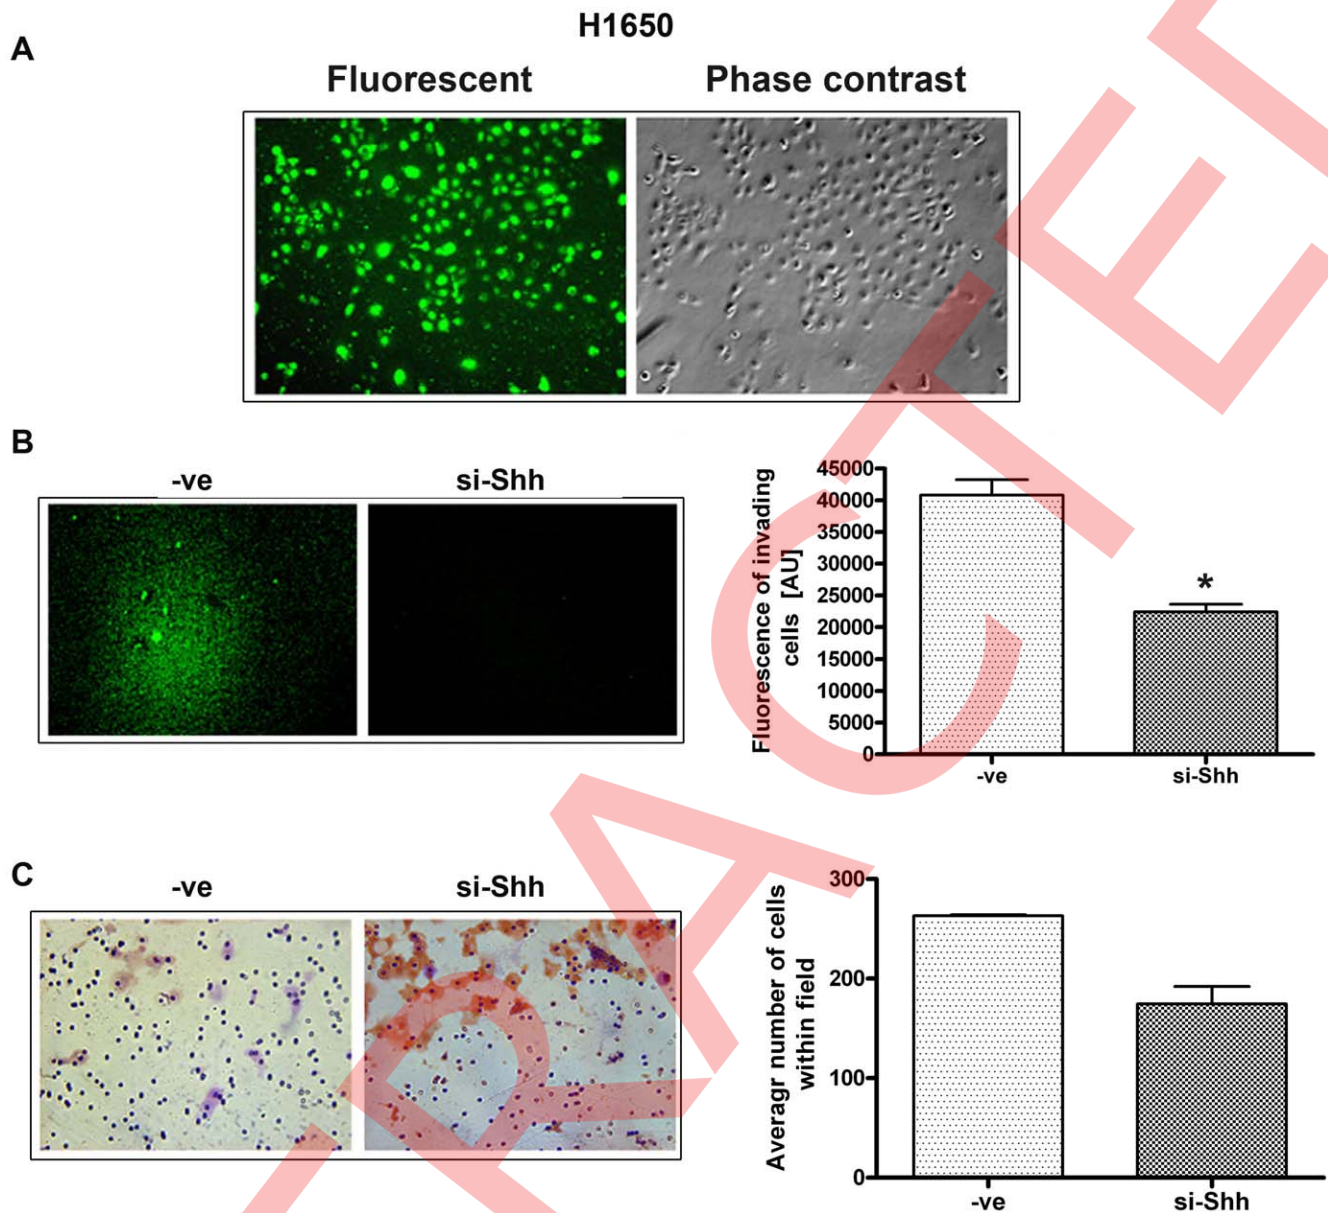 H1650
A
Fluorescent
Phase contrast
B
-ve
si-Shh
Fluorescence of invading
cells [AU]
45000
40000
35000
30000
25000
20000
15000
10000
5000
0
*
-ve
si-Shh
C
-ve
si-Shh
Averagr number of cells
within field
300
200
100
0
-ve
si-Shh
RACTE